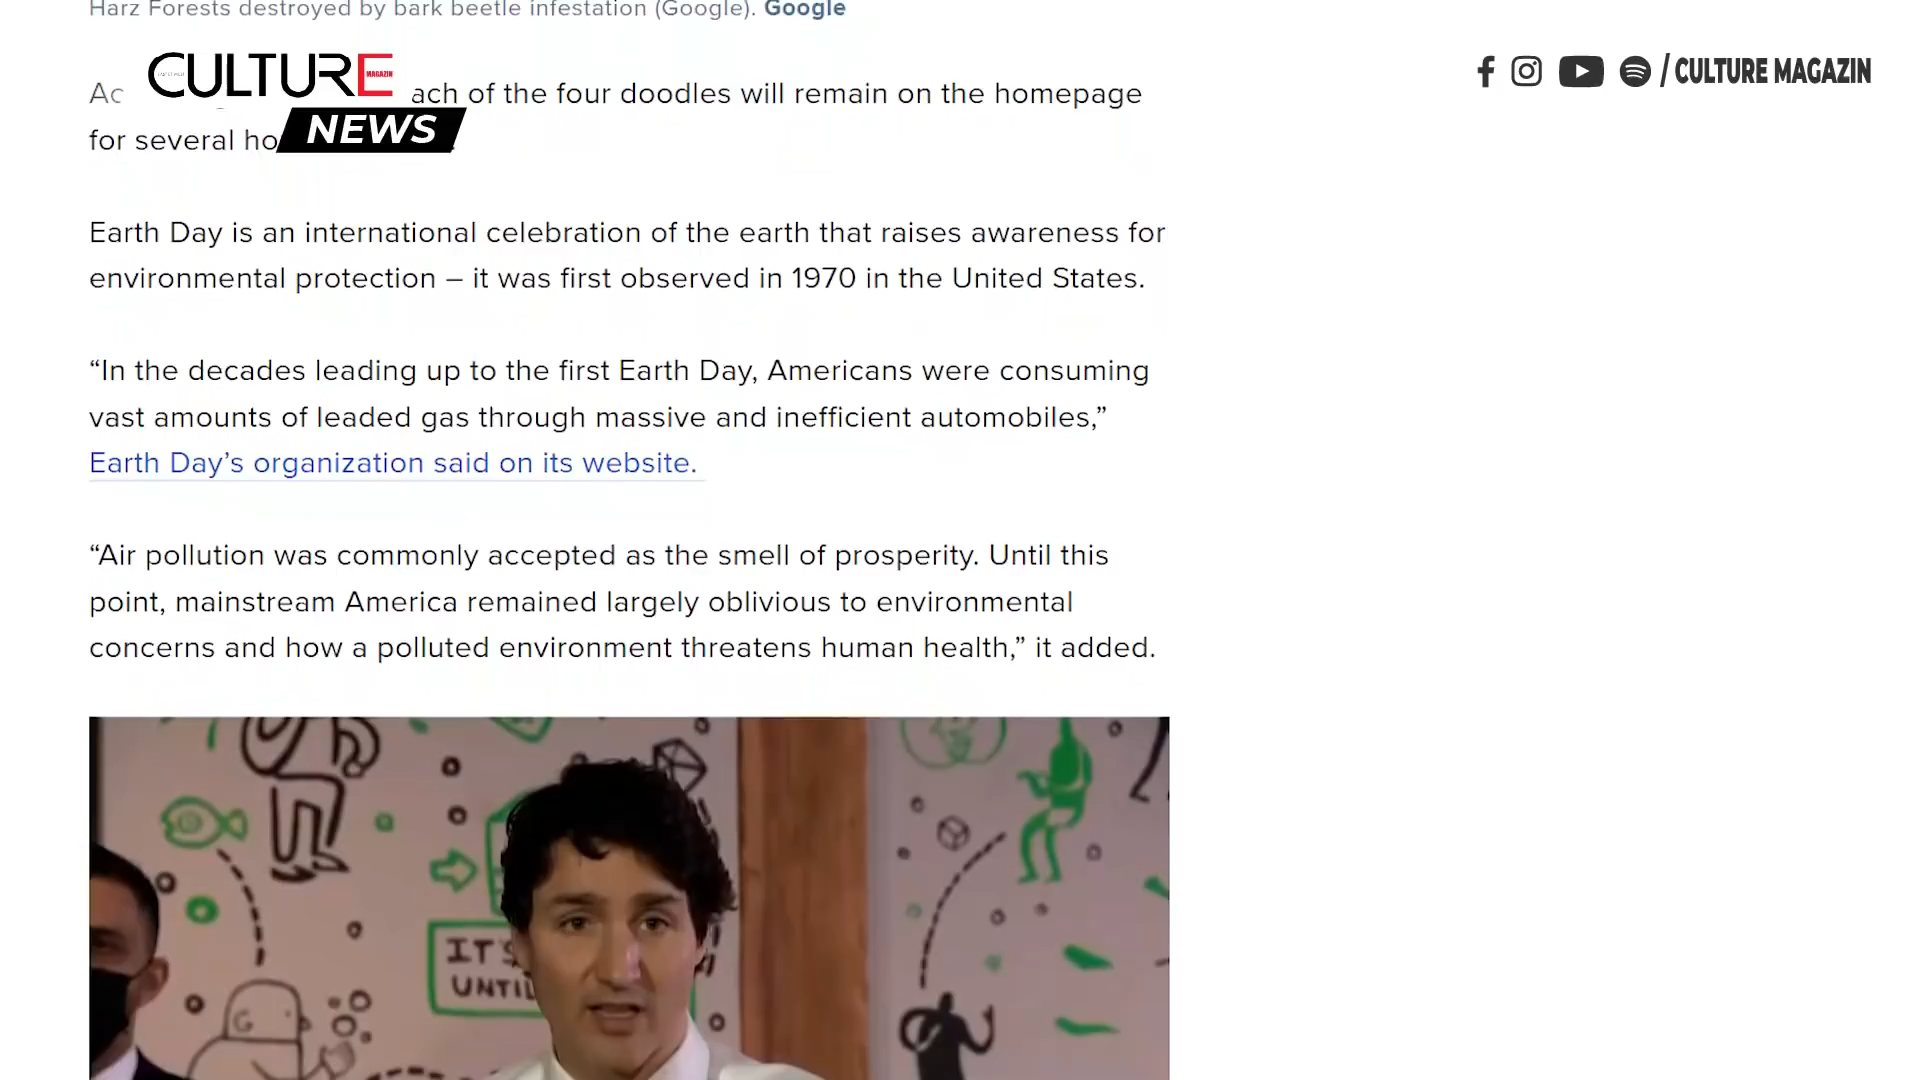 Harz Forests destroyed by bark beetle infestation (Google). Google
CULTURE
MAGAZIN
NEWS
/ CULTURE MAGAZIN
Ac ach of the four doodles will remain on the homepage
for several ho
Earth Day is an international celebration of the earth that raises awareness for
environmental protection – it was first observed in 1970 in the United States.
“In the decades leading up to the first Earth Day, Americans were consuming
vast amounts of leaded gas through massive and inefficient automobiles,”
Earth Day’s organization said on its website.
“Air pollution was commonly accepted as the smell of prosperity. Until this
point, mainstream America remained largely oblivious to environmental
concerns and how a polluted environment threatens human health,” it added.
IT'S
UNTIL